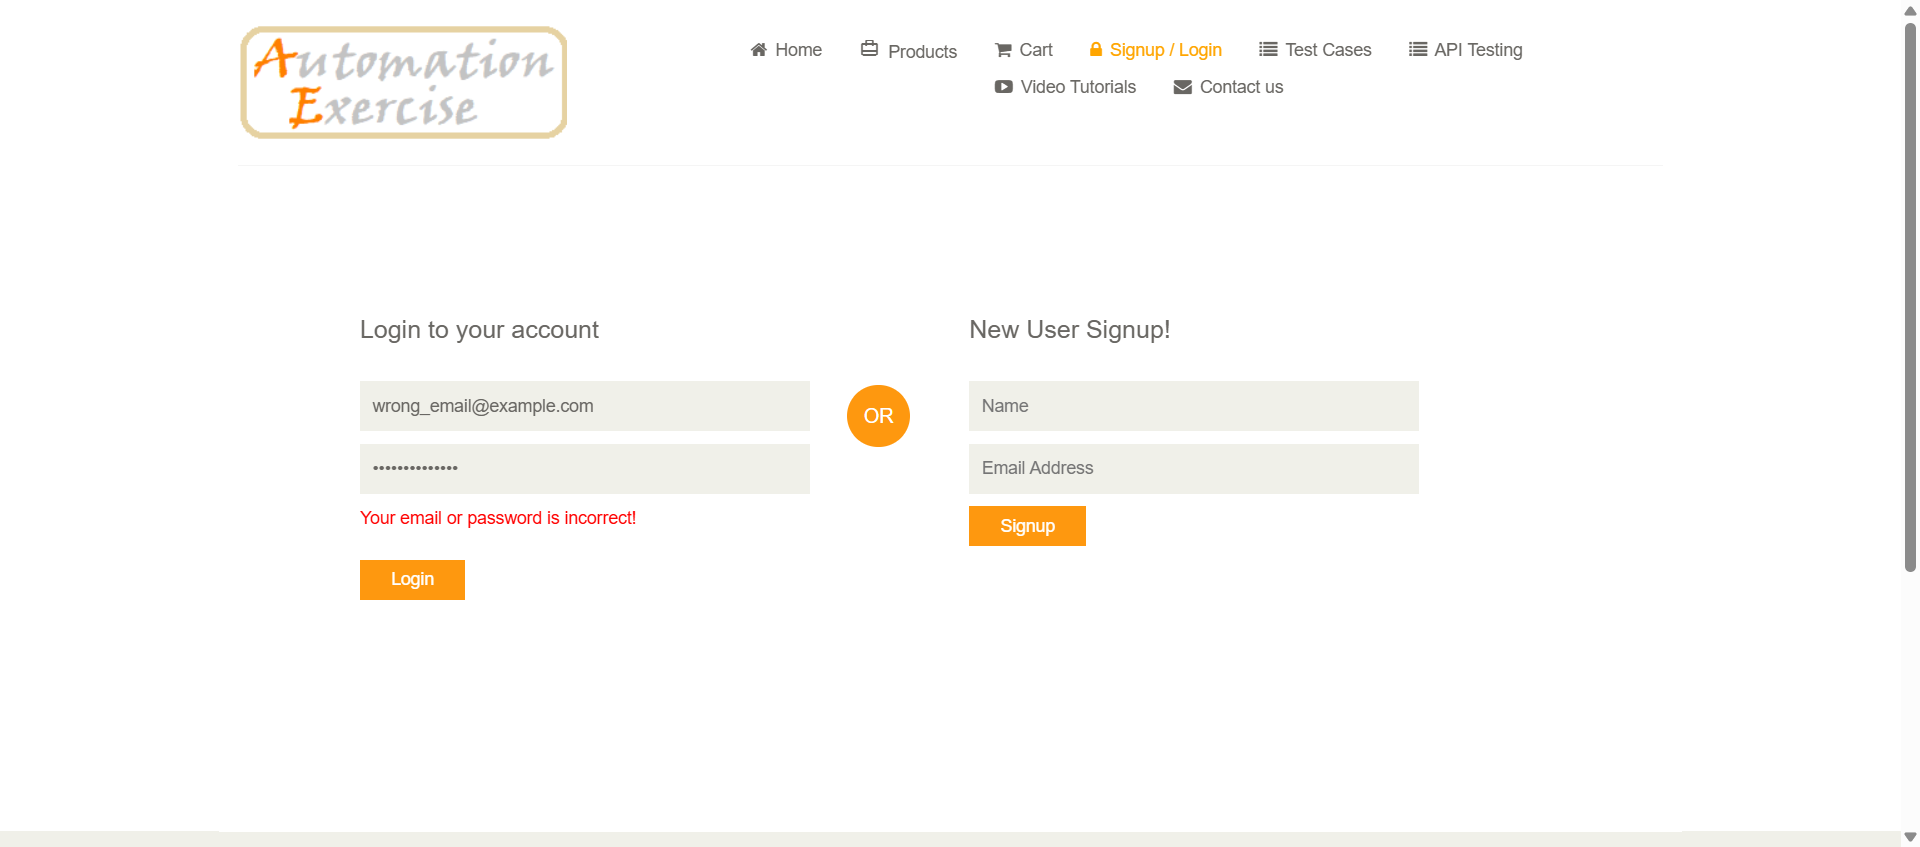 Automation
Exercise
Home
Products
Cart
Signup / Login
Test Cases
API Testing
Video Tutorials
Contact us
Login to your account
wrong_email@example.com
••••••••••••••
Your email or password is incorrect!
Login
OR
New User Signup!
Name
Email Address
Signup